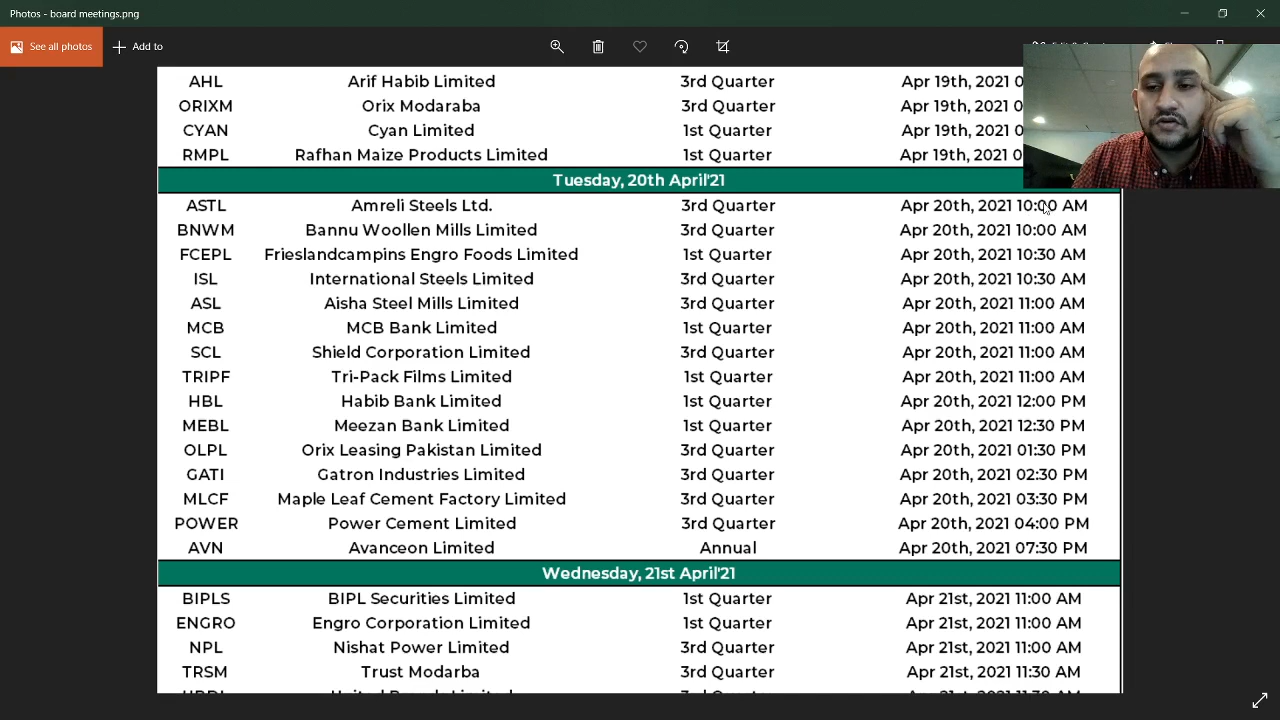 Photos - board meetings.png
See all photos
Add to
AHL Arif Habib Limited 3rd Quarter Apr 19th, 2021
ORIXM Orix Modaraba 3rd Quarter Apr 19th, 2021
CYAN Cyan Limited 1st Quarter Apr 19th, 2021
RMPL Rafhan Maize Products Limited 1st Quarter Apr 19th, 2021
Tuesday, 20th April'21
ASTL Amreli Steels Ltd. 3rd Quarter Apr 20th, 2021 10:00 AM
BNWM Bannu Woollen Mills Limited 3rd Quarter Apr 20th, 2021 10:00 AM
FCEPL Frieslandcampins Engro Foods Limited 1st Quarter Apr 20th, 2021 10:30 AM
ISL International Steels Limited 3rd Quarter Apr 20th, 2021 10:30 AM
ASL Aisha Steel Mills Limited 3rd Quarter Apr 20th, 2021 11:00 AM
MCB MCB Bank Limited 1st Quarter Apr 20th, 2021 11:00 AM
SCL Shield Corporation Limited 3rd Quarter Apr 20th, 2021 11:00 AM
TRIPF Tri-Pack Films Limited 1st Quarter Apr 20th, 2021 11:00 AM
HBL Habib Bank Limited 1st Quarter Apr 20th, 2021 12:00 PM
MEBL Meezan Bank Limited 1st Quarter Apr 20th, 2021 12:30 PM
OLPL Orix Leasing Pakistan Limited 3rd Quarter Apr 20th, 2021 01:30 PM
GATI Gatron Industries Limited 3rd Quarter Apr 20th, 2021 02:30 PM
MLCF Maple Leaf Cement Factory Limited 3rd Quarter Apr 20th, 2021 03:30 PM
POWER Power Cement Limited 3rd Quarter Apr 20th, 2021 04:00 PM
AVN Avanceon Limited Annual Apr 20th, 2021 07:30 PM
Wednesday, 21st April'21
BIPLS BIPL Securities Limited 1st Quarter Apr 21st, 2021 11:00 AM
ENGRO Engro Corporation Limited 1st Quarter Apr 21st, 2021 11:00 AM
NPL Nishat Power Limited 3rd Quarter Apr 21st, 2021 11:00 AM
TRSM Trust Modarba 3rd Quarter Apr 21st, 2021 11:30 AM